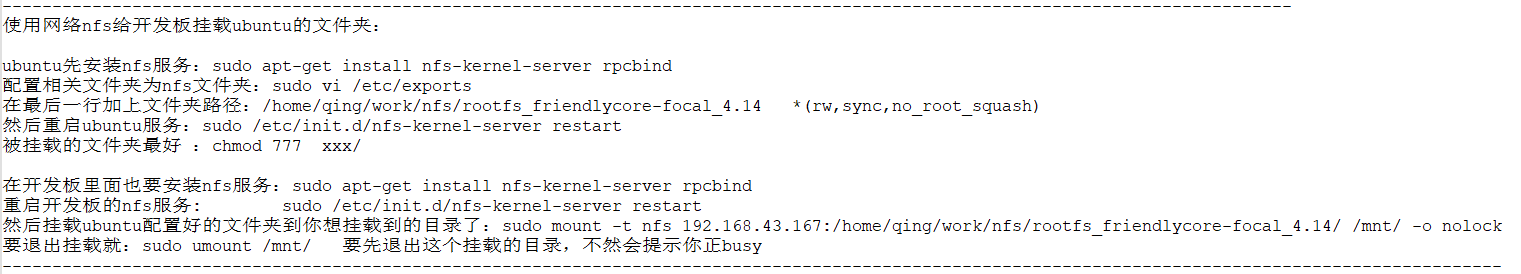 使用网络nfs给开发板挂载ubuntu的文件夹：
ubuntu先安装nfs服务：sudo apt-get install nfs-kernel-server rpcbind
配置相关文件夹为nfs文件夹：sudo vi /etc/exports
在最后一行加上文件夹路径：/home/qing/work/nfs/rootfs_friendlycore-focal_4.14   *(rw,sync,no_root_squash)
然后重启ubuntu服务：sudo /etc/init.d/nfs-kernel-server restart
被挂载的文件夹最好 ：chmod 777  xxx/
在开发板里面也要安装nfs服务：sudo apt-get install nfs-kernel-server rpcbind
重启开发板的nfs服务：        sudo /etc/init.d/nfs-kernel-server restart
然后挂载ubuntu配置好的文件夹到你想挂载到的目录了：sudo mount -t nfs 192.168.43.167:/home/qing/work/nfs/rootfs_friendlycore-focal_4.14/ /mnt/ -o nolock
要退出挂载就：sudo umount /mnt/   要先退出这个挂载的目录，不然会提示你正busy